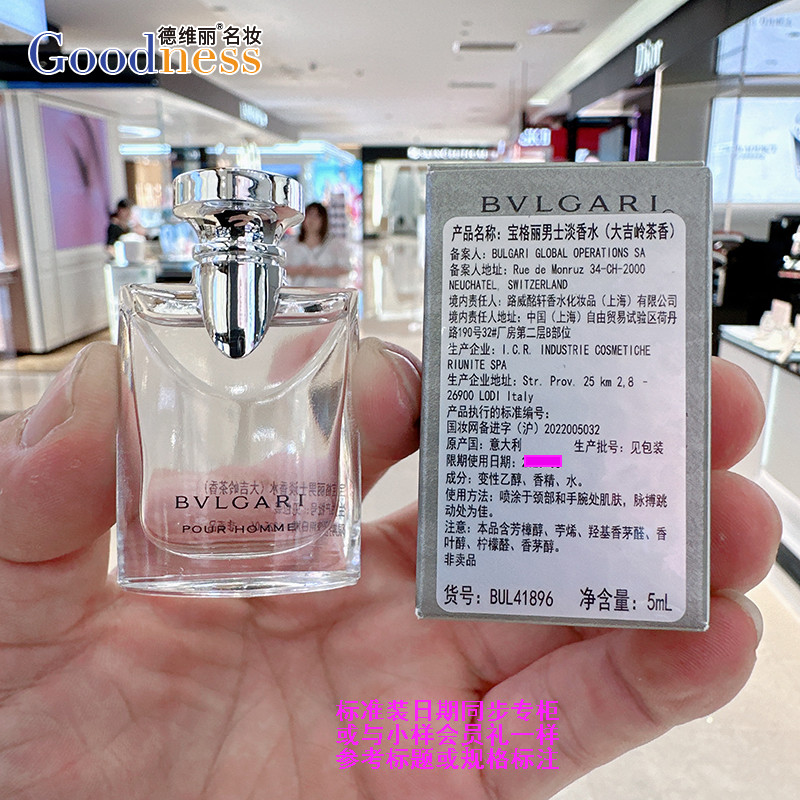 德维丽®名妆
Goodness
Dior
BVLGARI
产品名称: 宝格丽男士淡香水 (大吉岭茶香)
备案人: BULGARI GLOBAL OPERATIONS SA
备案人地址: Rue de Monruz 34-CH-2000
NEUCHATEL, SWITZERLAND
境内责任人: 路威酩轩香水化妆品 (上海) 有限公司
境内责任人地址: 中国 (上海) 自由贸易试验区荷丹
路190号32#厂房第二层B部位
生产企业: I.C.R. INDUSTRIE COSMETICHE
RIUNITE SPA
生产企业地址: Str. Prov. 25 km 2,8 -
26900 LODI Italy
产品执行的标准编号:
国妆网备进字 (沪) 2022005032
原产国: 意大利 生产批号: 见包装
限期使用日期:
成分: 变性乙醇、香精、水。
使用方法: 喷涂于颈部和手腕处肌肤, 脉搏跳
动处为佳。
注意: 本品含芳樟醇、苧烯、羟基香茅醛、香
叶醇、柠檬醛、香茅醇。
非卖品
货号: BUL41896 净含量: 5mL
BVLGARI
POUR HOMME
标准装日期同步专柜
或与小样会员礼一样
参考标题或规格标注